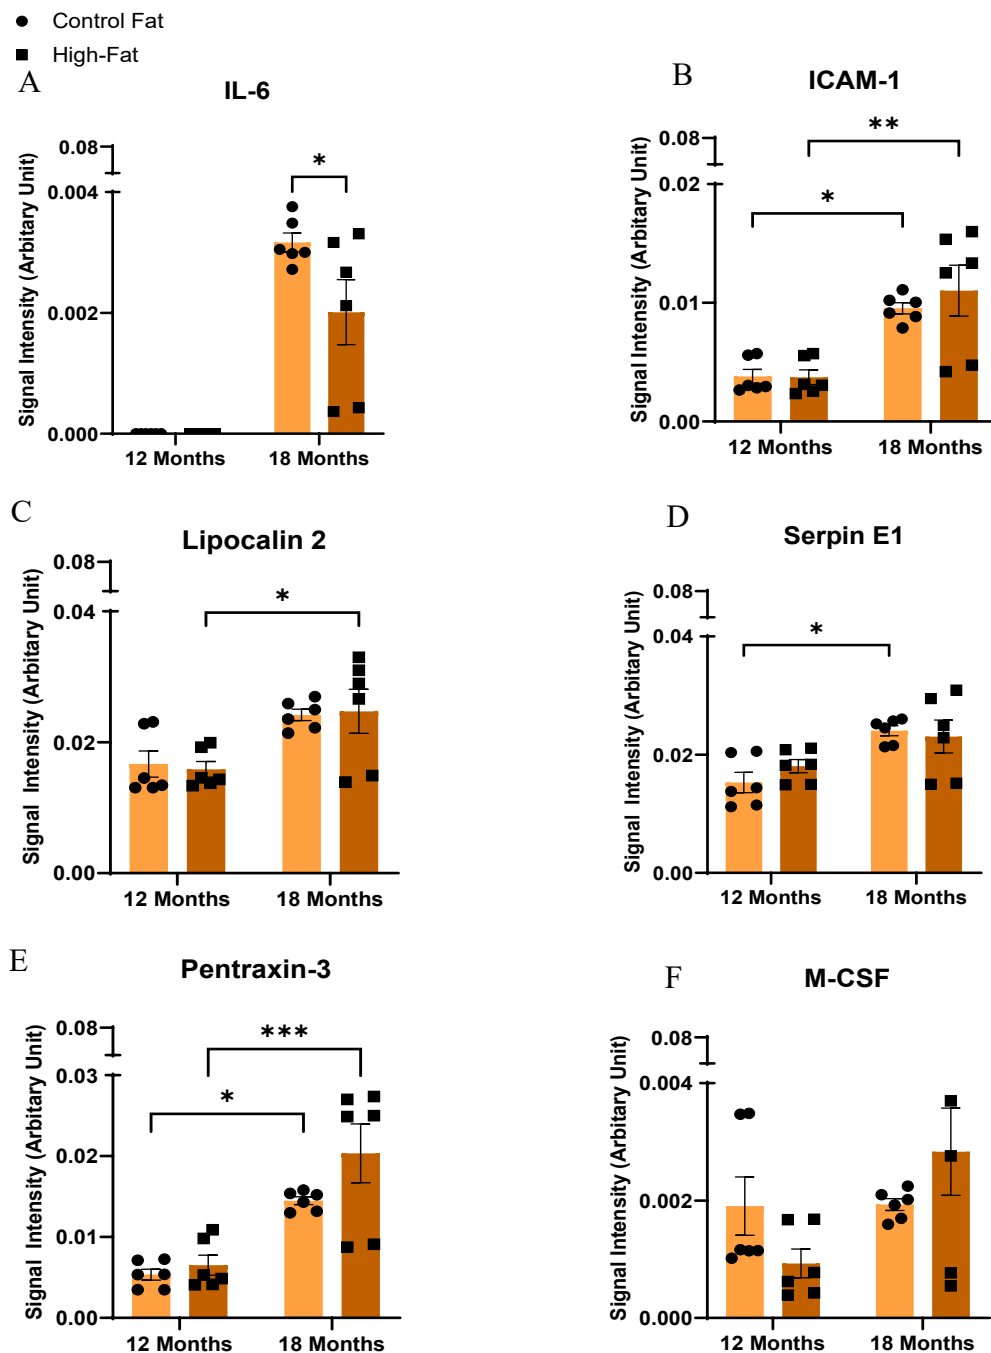 Control Fat
High-Fat
A
IL-6
Signal Intensity (Arbitary Unit)
0.08
0.004
0.002
0.000
*
12 Months
18 Months
B
ICAM-1
Signal Intensity (Arbitary Unit)
0.08
0.02
0.01
0.00
**
*
12 Months
18 Months
C
Lipocalin 2
Signal Intensity (Arbitary Unit)
0.08
0.04
0.02
0.00
*
12 Months
18 Months
D
Serpin E1
Signal Intensity (Arbitary Unit)
0.08
0.04
0.02
0.00
*
12 Months
18 Months
E
Pentraxin-3
Signal Intensity (Arbitary Unit)
0.08
0.03
0.02
0.01
0.00
***
*
12 Months
18 Months
F
M-CSF
Signal Intensity (Arbitary Unit)
0.08
0.004
0.002
0.000
12 Months
18 Months